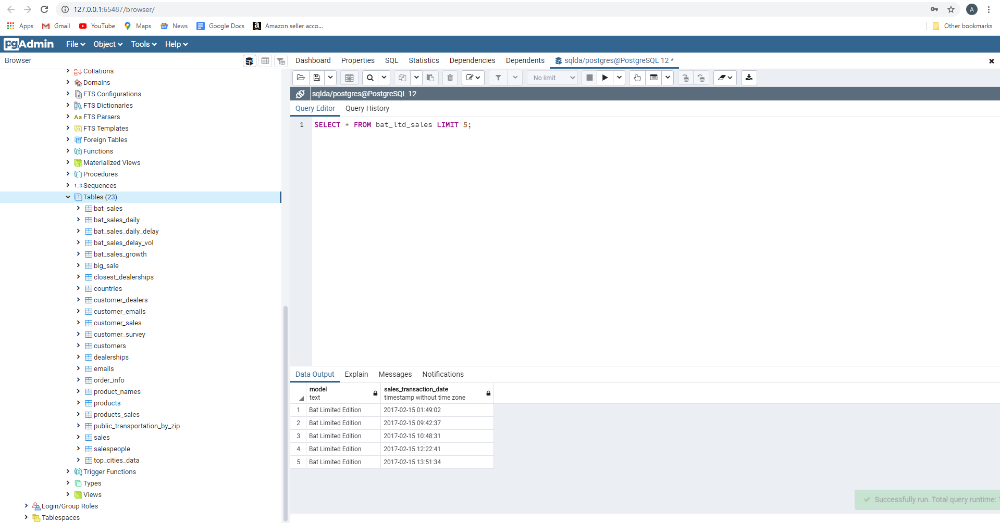 127.0.0.1:65487/browser/
A
Apps Gmail YouTube Maps News Google Docs Amazon seller acco... Other bookmarks
pgAdmin File Object Tools Help
Browser
Dashboard Properties SQL Statistics Dependencies Dependents sqlda/postgres@PostgreSQL 12 *
No limit
sqlda/postgres@PostgreSQL 12
Query Editor Query History
1 SELECT * FROM bat_ltd_sales LIMIT 5;
Collations
Domains
FTS Configurations
FTS Dictionaries
Aa FTS Parsers
FTS Templates
Foreign Tables
Functions
Materialized Views
Procedures
1..3 Sequences
Tables (23)
bat_sales
bat_sales_daily
bat_sales_daily_delay
bat_sales_delay_vol
bat_sales_growth
big_sale
closest_dealerships
countries
customer_dealers
customer_emails
customer_sales
customer_survey
customers
dealerships
emails
order_info
product_names
products
products_sales
public_transportation_by_zip
sales
salespeople
top_cities_data
Trigger Functions
Types
Views
Login/Group Roles
Tablespaces
Data Output Explain Messages Notifications
model sales_transaction_date
text timestamp without time zone
1 Bat Limited Edition 2017-02-15 01:49:02
2 Bat Limited Edition 2017-02-15 09:42:37
3 Bat Limited Edition 2017-02-15 10:48:31
4 Bat Limited Edition 2017-02-15 12:22:41
5 Bat Limited Edition 2017-02-15 13:51:34
Successfully run. Total query runtime: